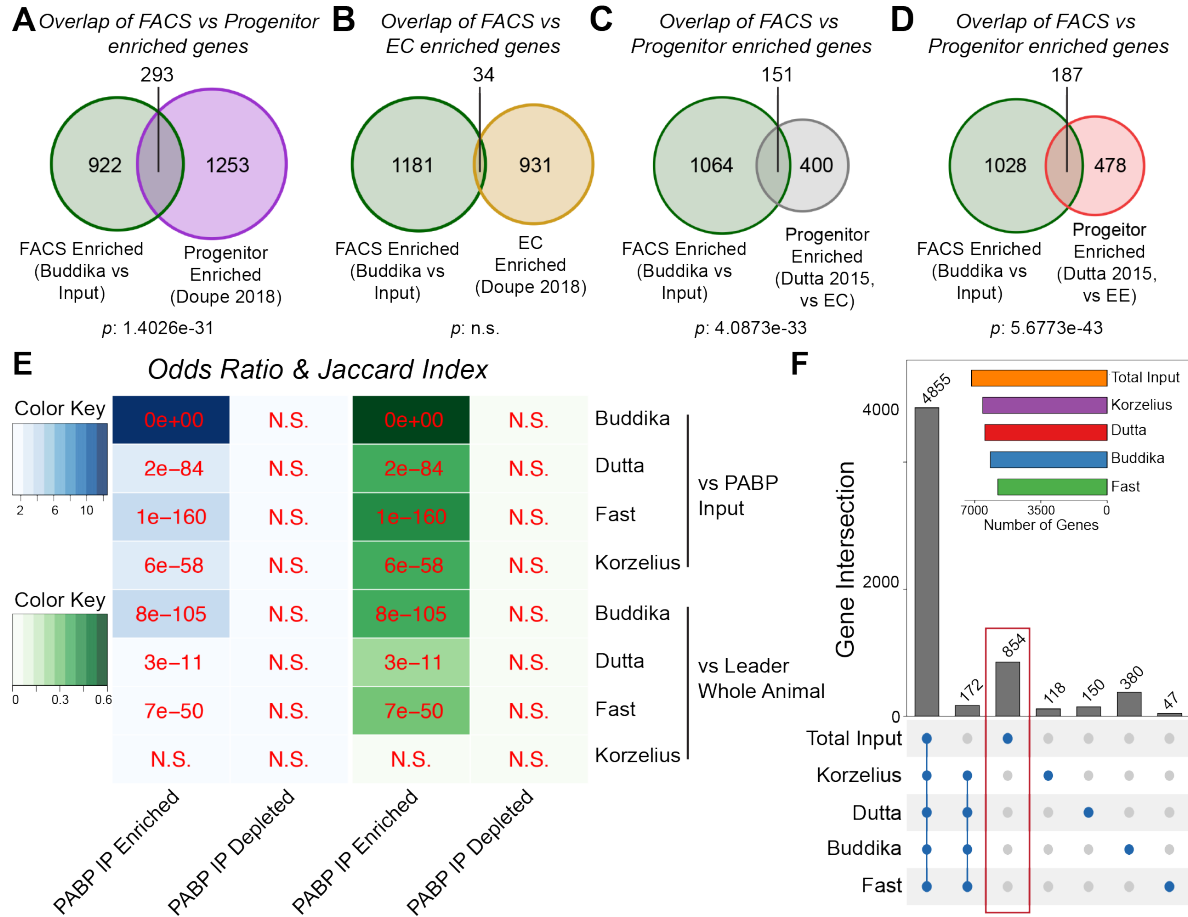 A
Overlap of FACS vs Progenitor
enriched genes
293
922
1253
FACS Enriched
(Buddika vs
Input)
Progenitor
Enriched
(Doupe 2018)
p: 1.4026e-31
B
Overlap of FACS vs
EC enriched genes
34
1181
931
FACS Enriched
(Buddika vs
Input)
EC
Enriched
(Doupe 2018)
p: n.s.
C
Overlap of FACS vs
Progenitor enriched genes
151
1064
400
FACS Enriched
(Buddika vs
Input)
Progenitor
Enriched
(Dutta 2015,
vs EC)
p: 4.0873e-33
D
Overlap of FACS vs
Progenitor enriched genes
187
1028
478
FACS Enriched
(Buddika vs
Input)
Progeitor
Enriched
(Dutta 2015,
vs EE)
p: 5.6773e-43
E
Odds Ratio & Jaccard Index
Color Key
2 6 10
Color Key
0 0.3 0.6
0e+00 N.S. 0e+00 N.S. Buddika
2e−84 N.S. 2e−84 N.S. Dutta
1e−160 N.S. 1e−160 N.S. Fast
6e−58 N.S. 6e−58 N.S. Korzelius
8e−105 N.S. 8e−105 N.S. Buddika
3e−11 N.S. 3e−11 N.S. Dutta
7e−50 N.S. 7e−50 N.S. Fast
N.S. N.S. N.S. N.S. Korzelius
vs PABP
Input
vs Leader
Whole Animal
PABP IP Enriched
PABP IP Depleted
PABP IP Enriched
PABP IP Depleted
F
Gene Intersection
4000
2000
0
4855
172
854
118
150
380
47
Total Input
Korzelius
Dutta
Buddika
Fast
7000 3500 0
Number of Genes
Total Input
Korzelius
Dutta
Buddika
Fast